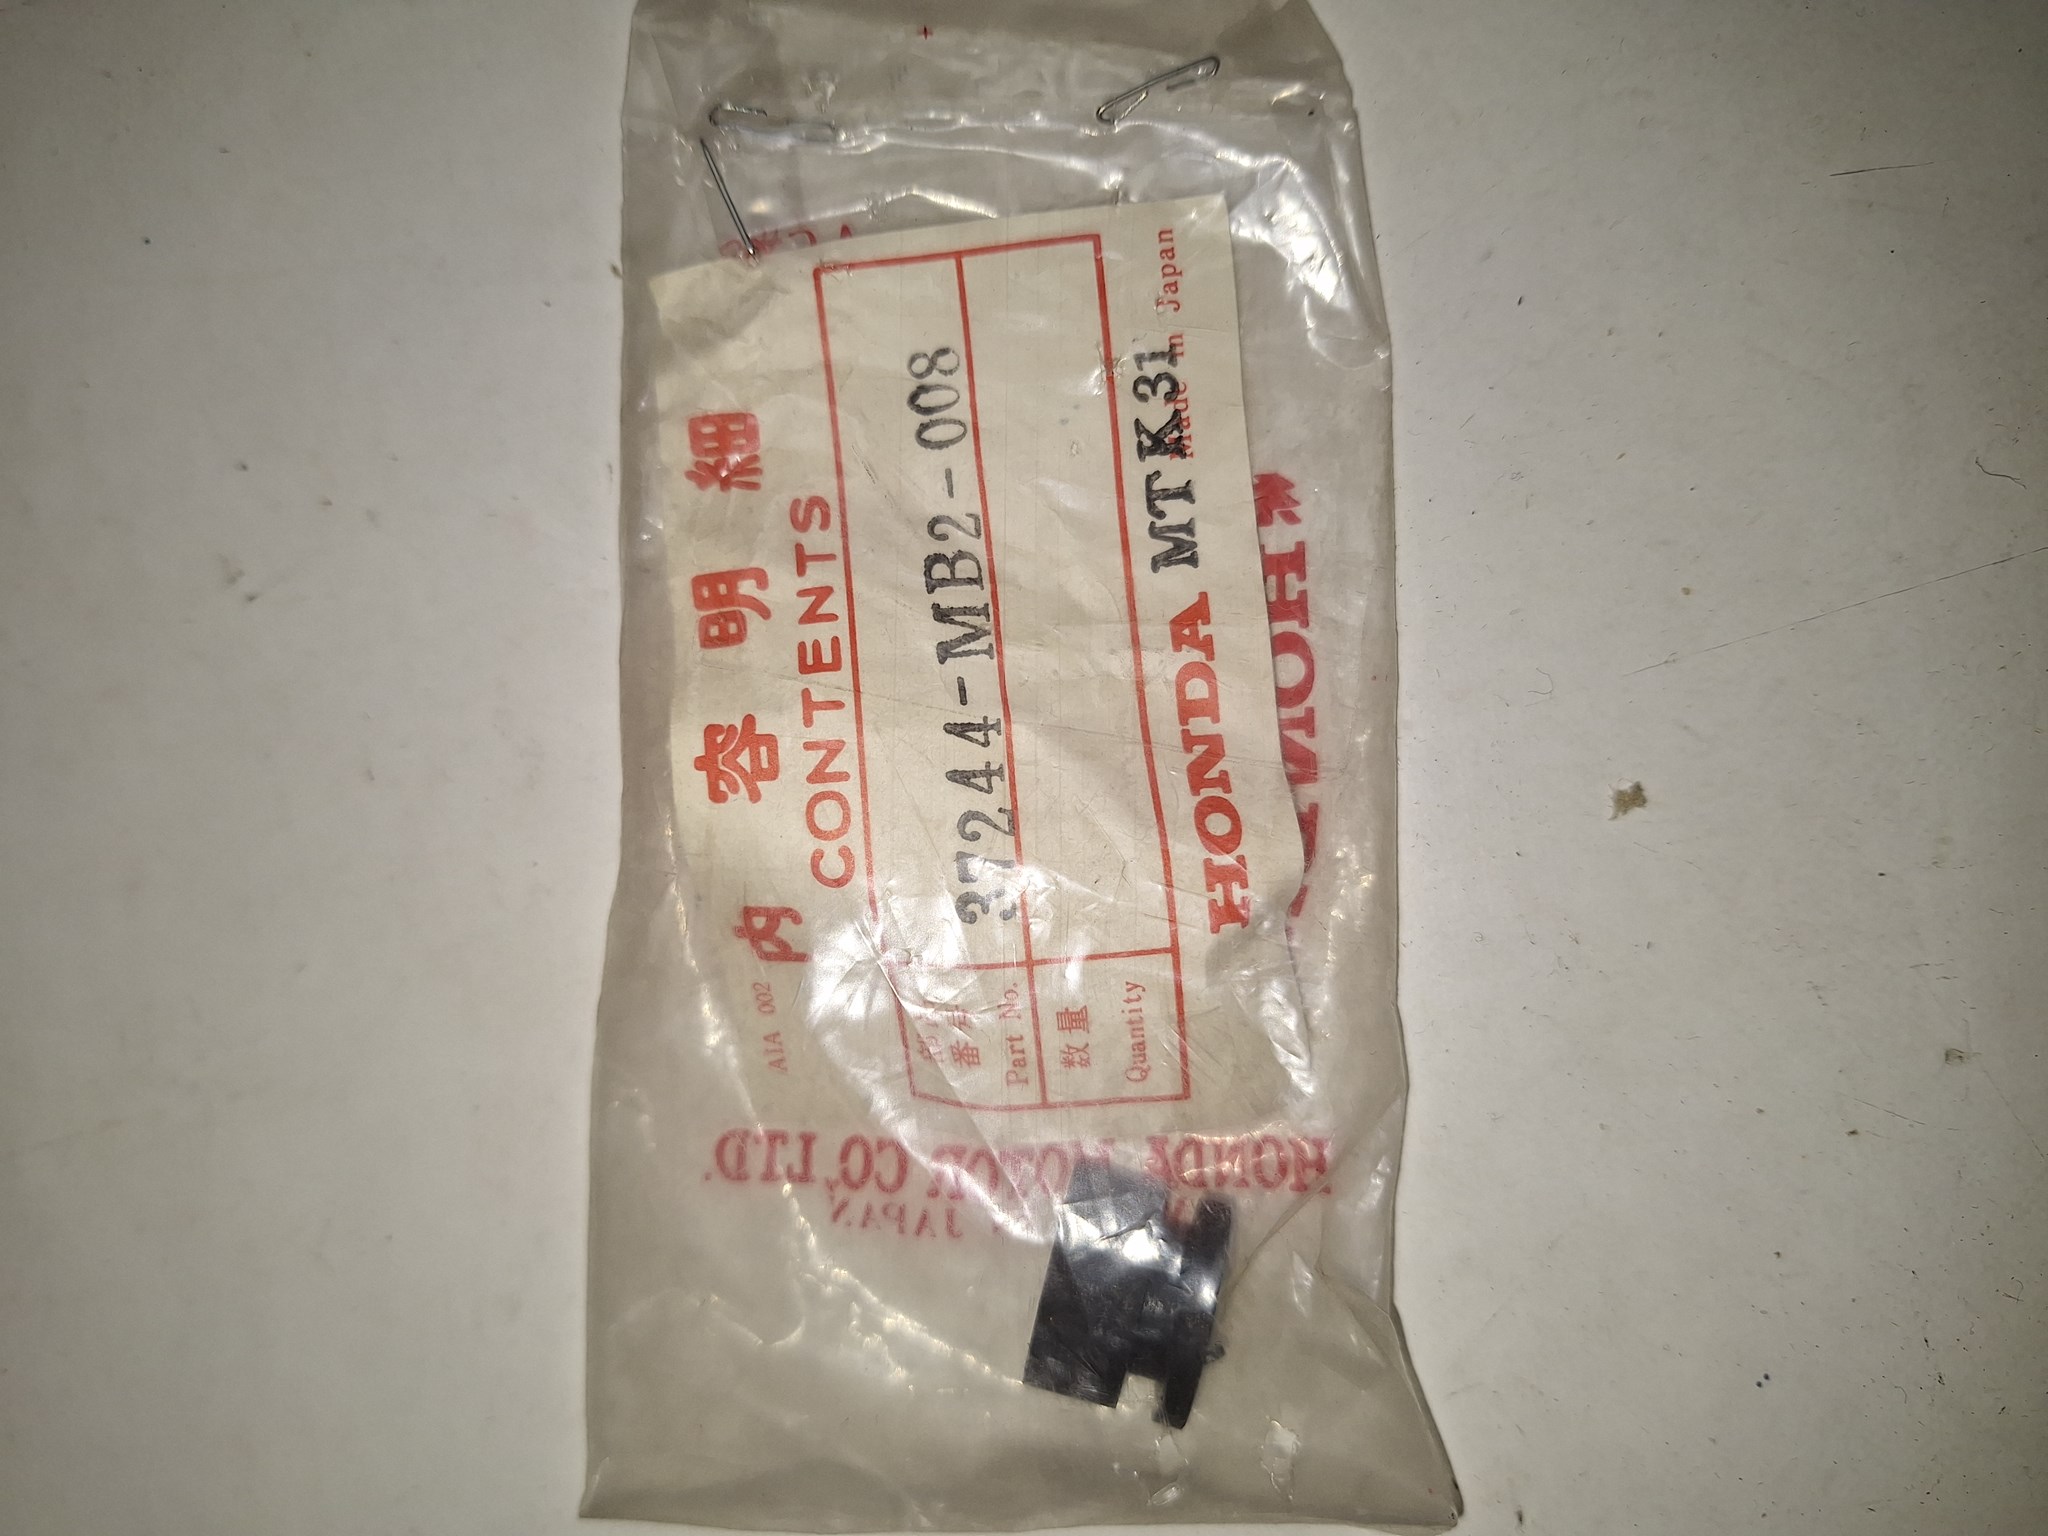 AIA 002
内容明細
CONTENTS
部品
番号
Part No.
37244-MB2-008
数量
Quantity
HONDA MTK31
Made in Japan
HONDA MOTOR CO., LTD.
JAPAN
HONDA